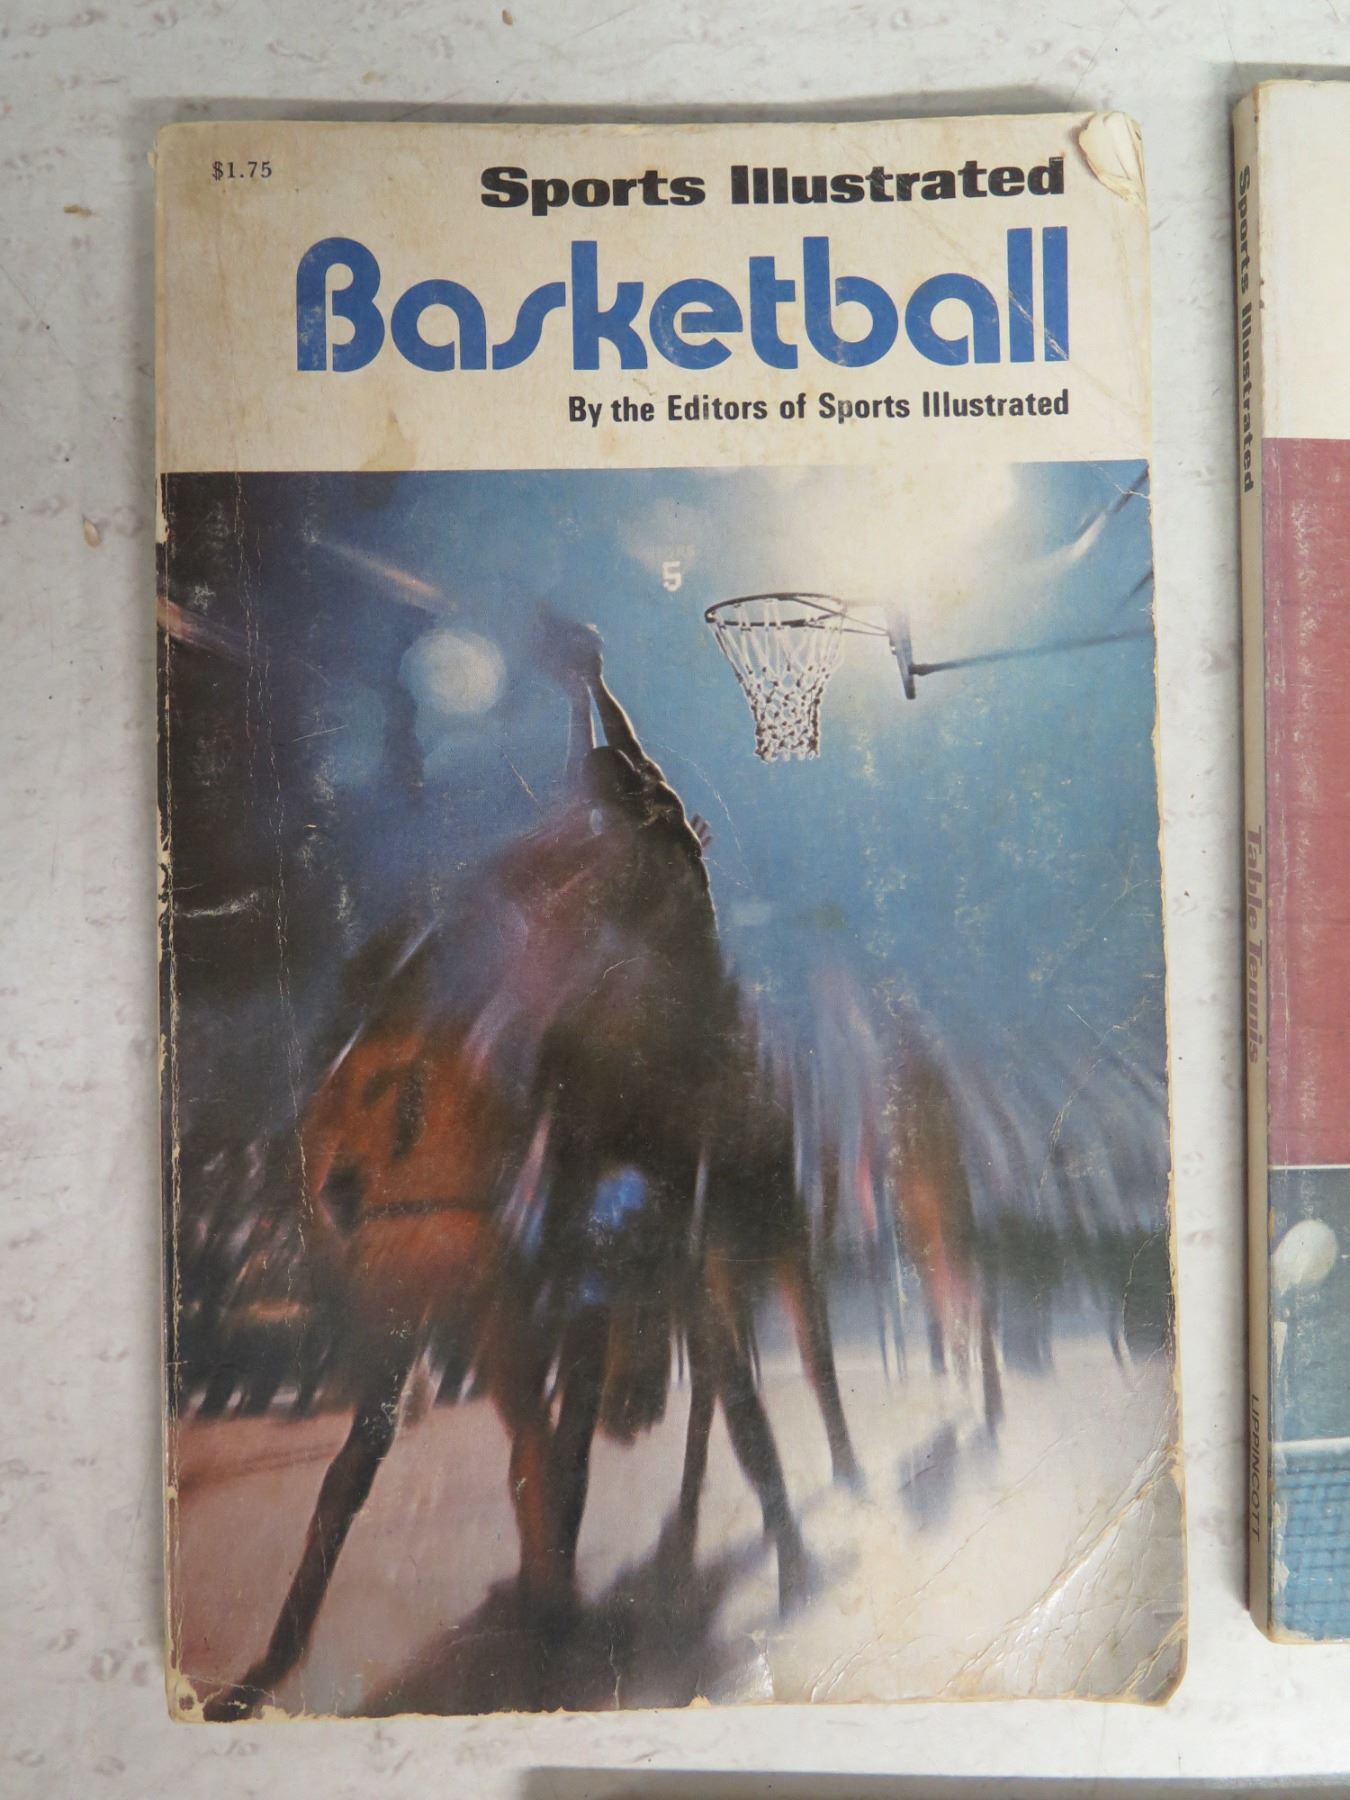 $1.75
Sports Illustrated
Basketball
By the Editors of Sports Illustrated
5
Sports Illustrated
Table Tennis
LIPPINCOTT